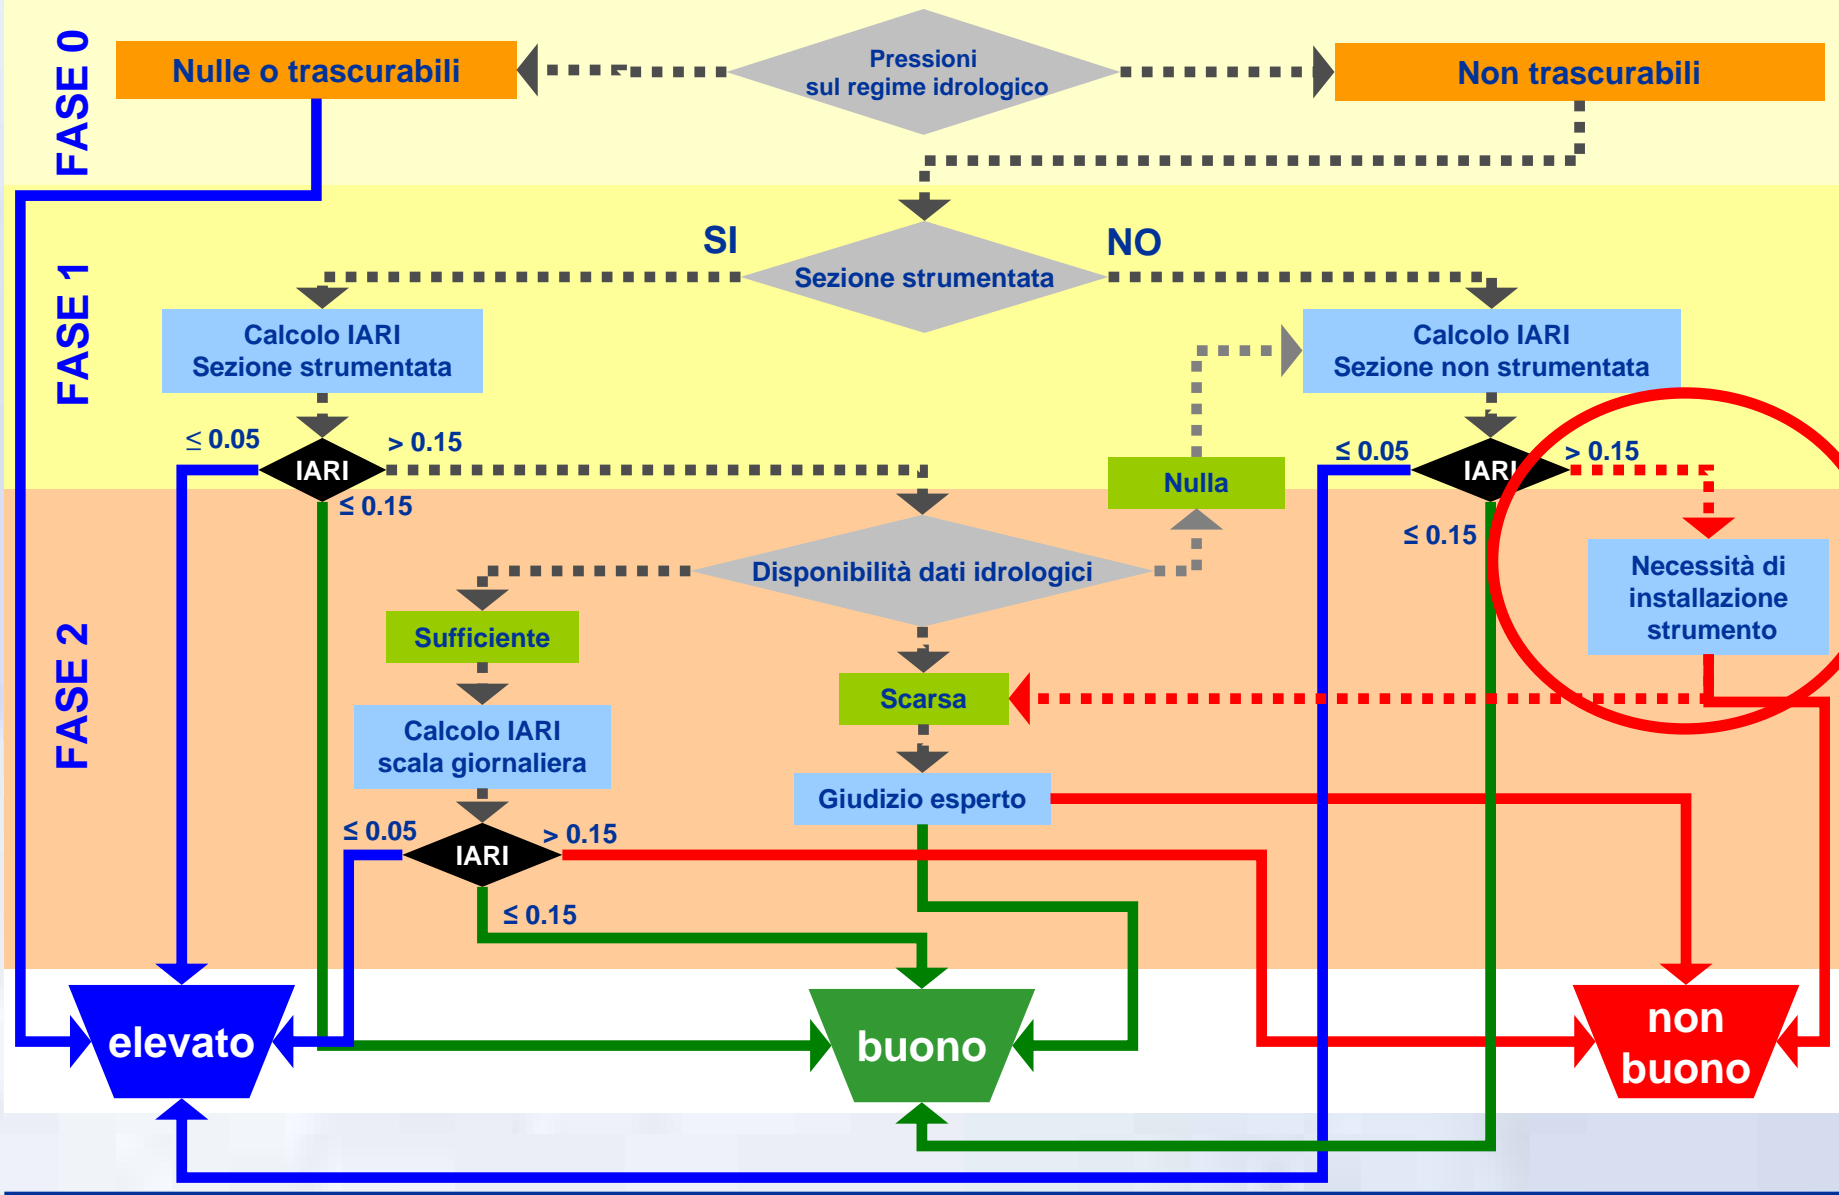 FASE 0
Nulle o trascurabili
Pressioni
sul regime idrologico
Non trascurabili
FASE 1
SI
NO
Sezione strumentata
Calcolo IARI
Sezione strumentata
Calcolo IARI
Sezione non strumentata
≤ 0.05
> 0.15
IARI
≤ 0.15
Nulla
≤ 0.05
> 0.15
IARI
≤ 0.15
FASE 2
Disponibilità dati idrologici
Necessità di
installazione
strumento
Sufficiente
Scarsa
Calcolo IARI
scala giornaliera
Giudizio esperto
≤ 0.05
> 0.15
IARI
≤ 0.15
elevato
buono
non
buono